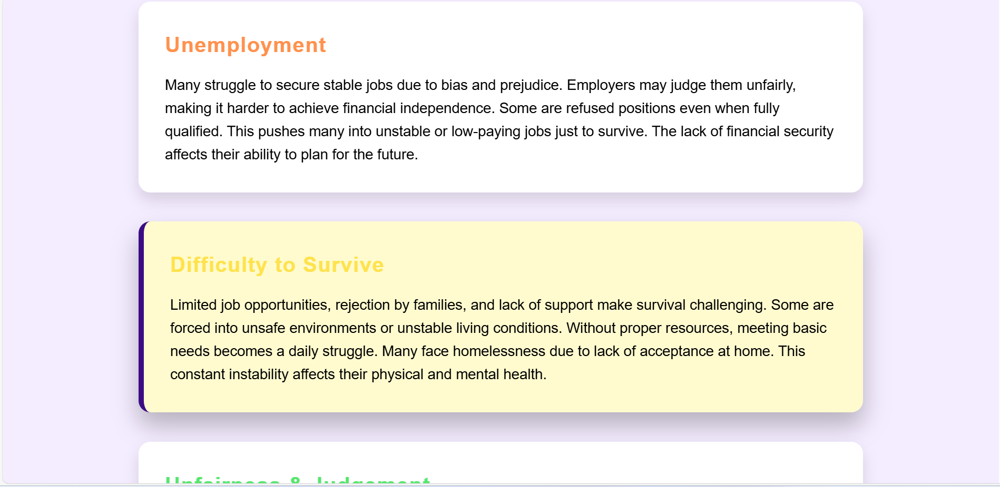 Unemployment
Many struggle to secure stable jobs due to bias and prejudice. Employers may judge them unfairly,
making it harder to achieve financial independence. Some are refused positions even when fully
qualified. This pushes many into unstable or low-paying jobs just to survive. The lack of financial security
affects their ability to plan for the future.
Difficulty to Survive
Limited job opportunities, rejection by families, and lack of support make survival challenging. Some are
forced into unsafe environments or unstable living conditions. Without proper resources, meeting basic
needs becomes a daily struggle. Many face homelessness due to lack of acceptance at home. This
constant instability affects their physical and mental health.
Unfairness & Judgement